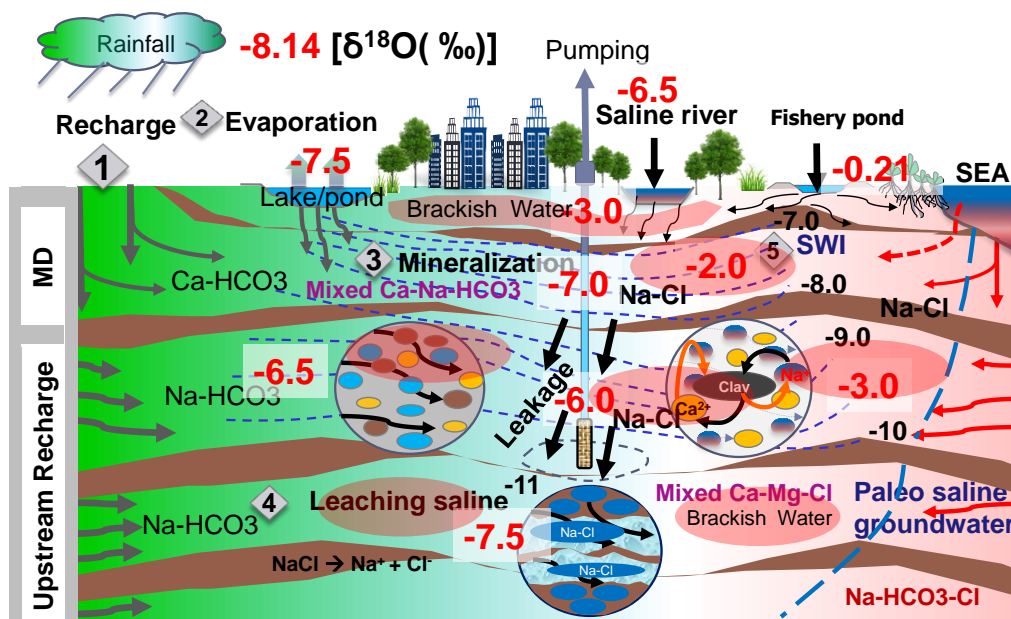 Rainfall
-8.14 [δ¹⁸O( ‰)]
Pumping
-6.5
Saline river
Fishery pond
Recharge
2
Evaporation
1
-7.5
-0.21
SEA
Lake/pond
Brackish Water
-3.0
-7.0
MD
3
Mineralization
5
SWI
-2.0
Ca-HCO3
Mixed Ca-Na-HCO3
-7.0
Na-Cl
-8.0
Na-Cl
-9.0
Upstream Recharge
-6.5
Na-HCO3
Leakage
-6.0
Na-Cl
Clay
Na⁺
Ca²⁺
-3.0
-10
4
Leaching saline
-11
Mixed Ca-Mg-Cl
Brackish Water
Paleo saline
groundwater
Na-HCO3
-7.5
Na-Cl
Na-Cl
NaCl → Na⁺ + Cl⁻
Na-HCO3-Cl